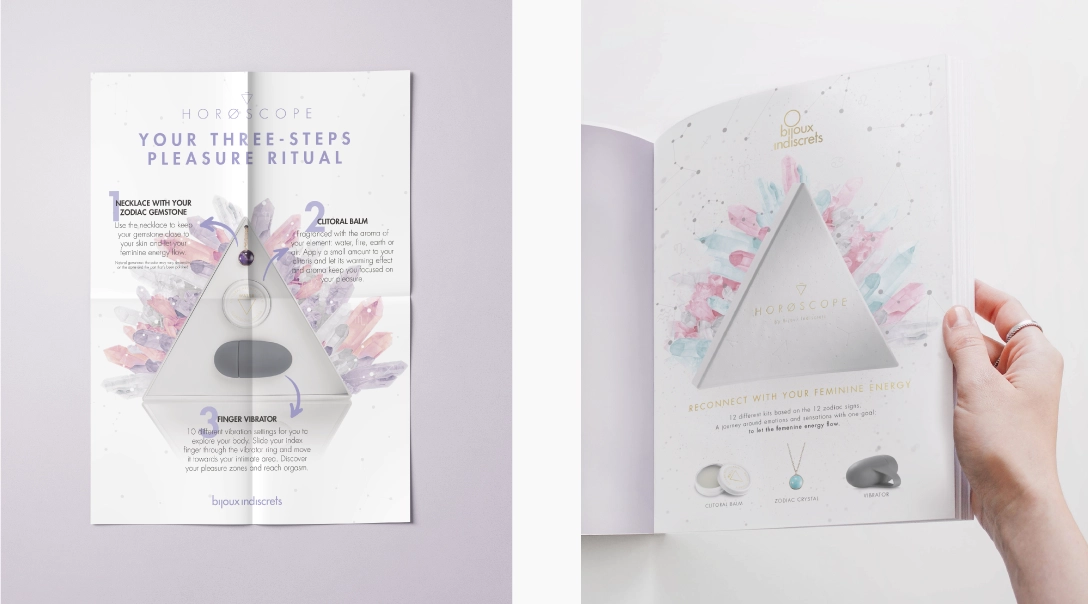 HORØSCOPE
YOUR THREE-STEPS
PLEASURE RITUAL
1
NECKLACE WITH YOUR
ZODIAC GEMSTONE
Use the necklace to keep
your gemstone close to
your skin and let your
feminine energy flow.
2
CLITORAL BALM
Fragranced with the aroma of
your element: water, fire, earth or
air. Apply a small amount to your
clitoris and let its warming effect
and aroma keep you focused on
your pleasure.
3
FINGER VIBRATOR
10 different vibration settings for you to
explore your body. Slide your index
finger through the vibrator ring and move
it towards your intimate area. Discover
your pleasure zones and reach orgasm.
bijoux indiscrets
bijoux
indiscrets
HORØSCOPE
By Bijoux Indiscrets
RECONNECT WITH YOUR FEMININE ENERGY
12 different kits based on the 12 zodiac signs.
A journey around emotions and sensations with one goal:
to let the femenine energy flow.
CLITORAL BALM
ZODIAC CRYSTAL
VIBRATOR